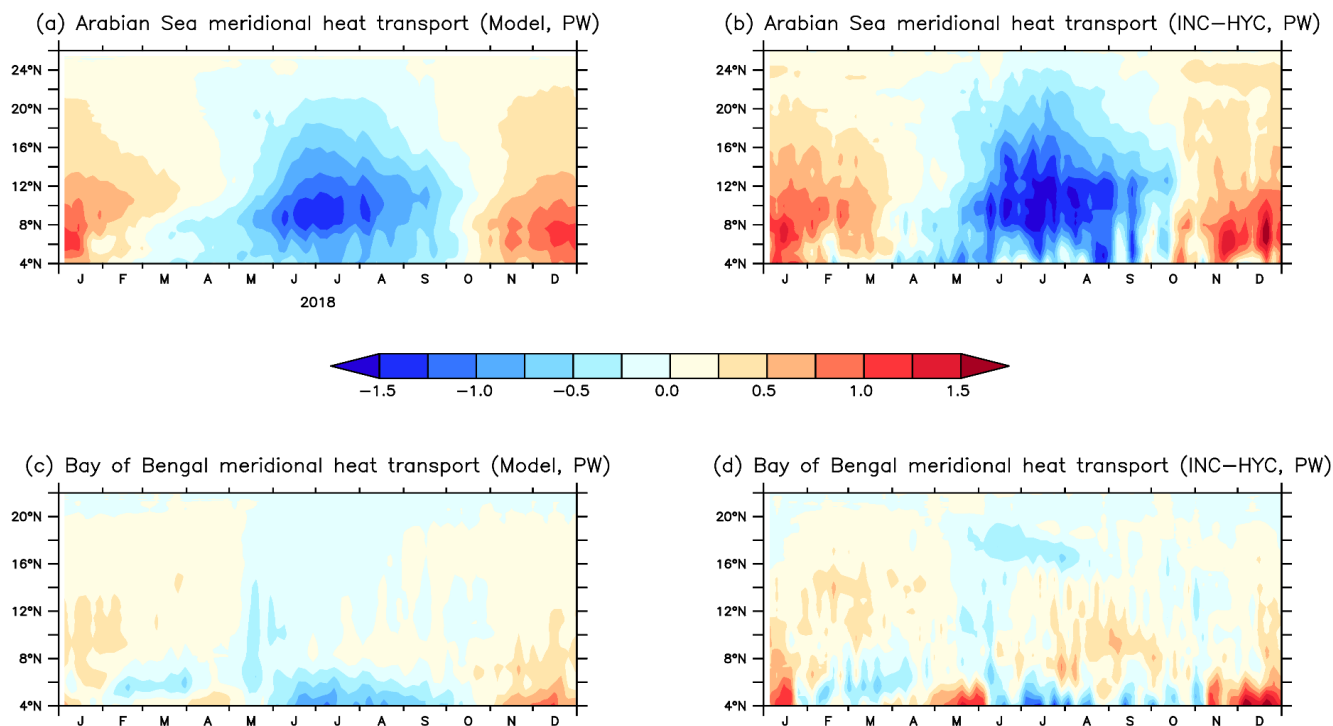 (a) Arabian Sea meridional heat transport (Model, PW)
24°N
20°N
16°N
12°N
8°N
4°N
J F M A M J J A S O N D
2018
(b) Arabian Sea meridional heat transport (INC−HYC, PW)
24°N
20°N
16°N
12°N
8°N
4°N
J F M A M J J A S O N D
−1.5 −1.0 −0.5 0.0 0.5 1.0 1.5
(c) Bay of Bengal meridional heat transport (Model, PW)
20°N
16°N
12°N
8°N
4°N
J F M A M J J A S O N D
(d) Bay of Bengal meridional heat transport (INC−HYC, PW)
20°N
16°N
12°N
8°N
4°N
J F M A M J J A S O N D